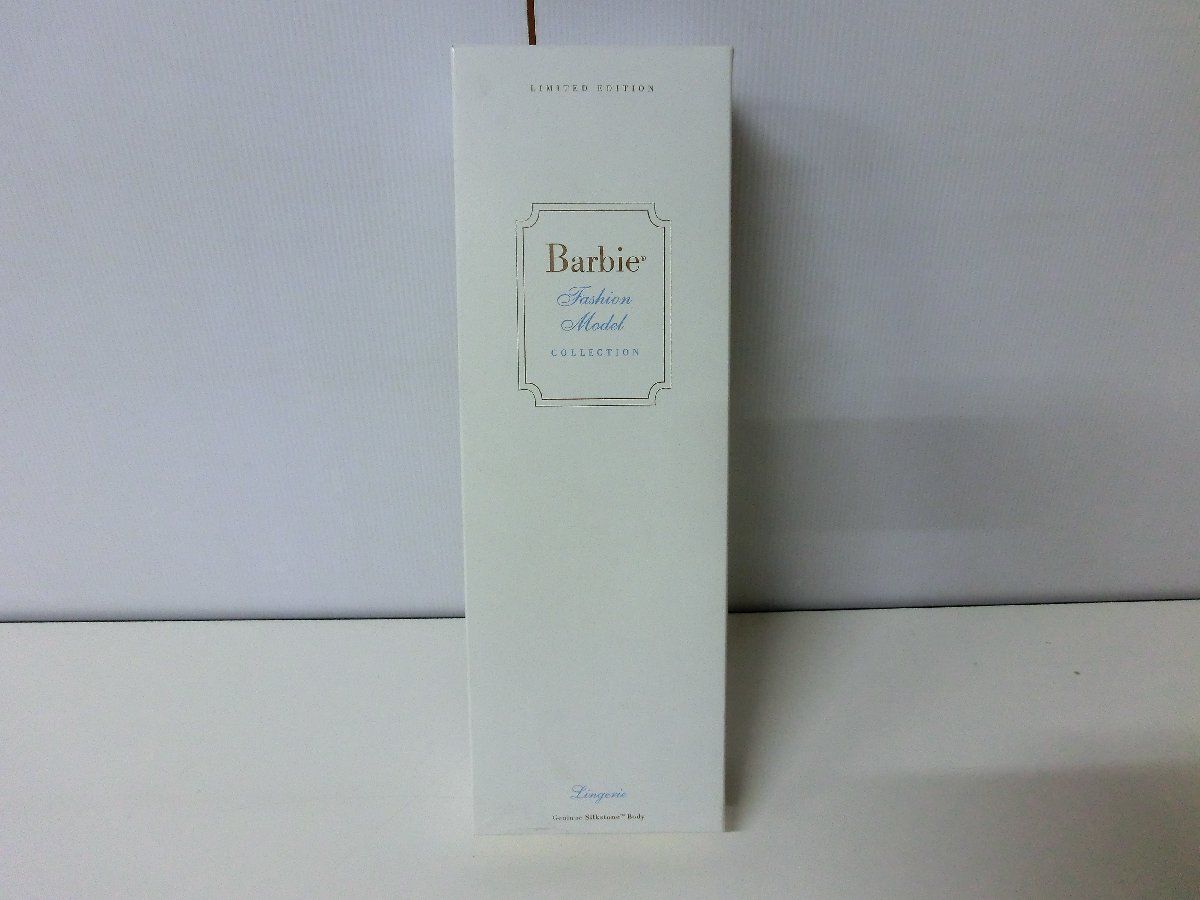 LIMITED EDITION
Barbie®
Fashion
Model
COLLECTION
Lingerie
Genuine Silkstone™ Body